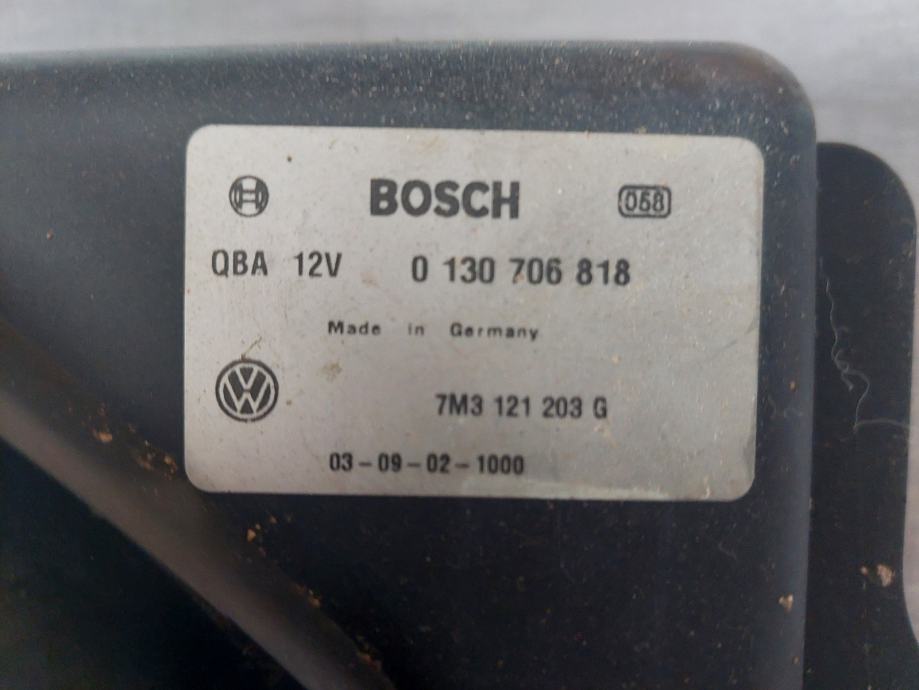 BOSCH 058
QBA 12V 0 130 706 818
Made in Germany
7M3 121 203 G
03-09-02-1000